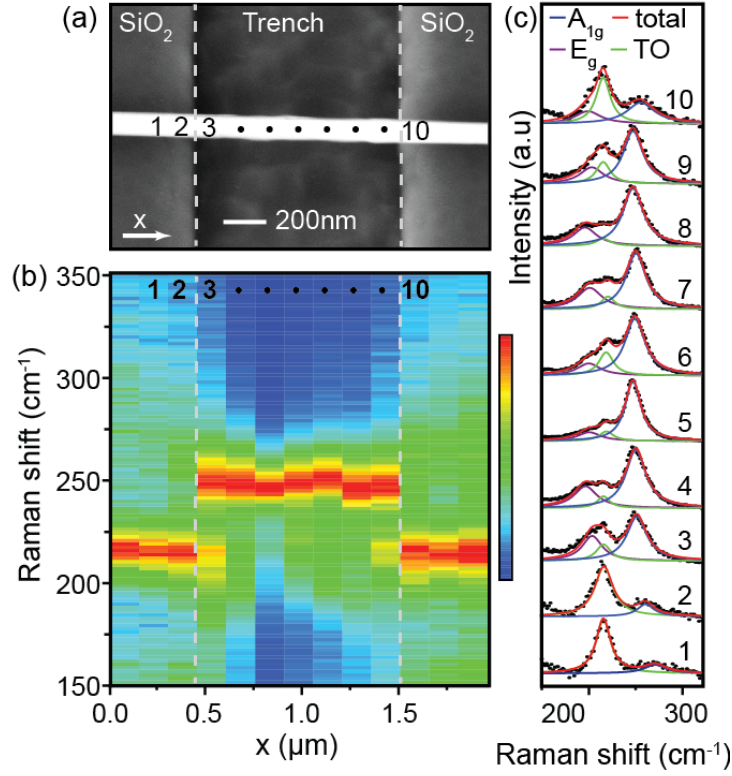 (a)
SiO₂ Trench SiO₂
1 2 3 • • • • • • 10
200nm
x
(b)
1 2 3 • • • • • • 10
350
300
250
200
150
Raman shift (cm⁻¹)
0.0 0.5 1.0 1.5
x (µm)
(c)
A₁g total
Eg TO
Intensity (a.u)
10
9
8
7
6
5
4
3
2
1
200 300
Raman shift (cm⁻¹)